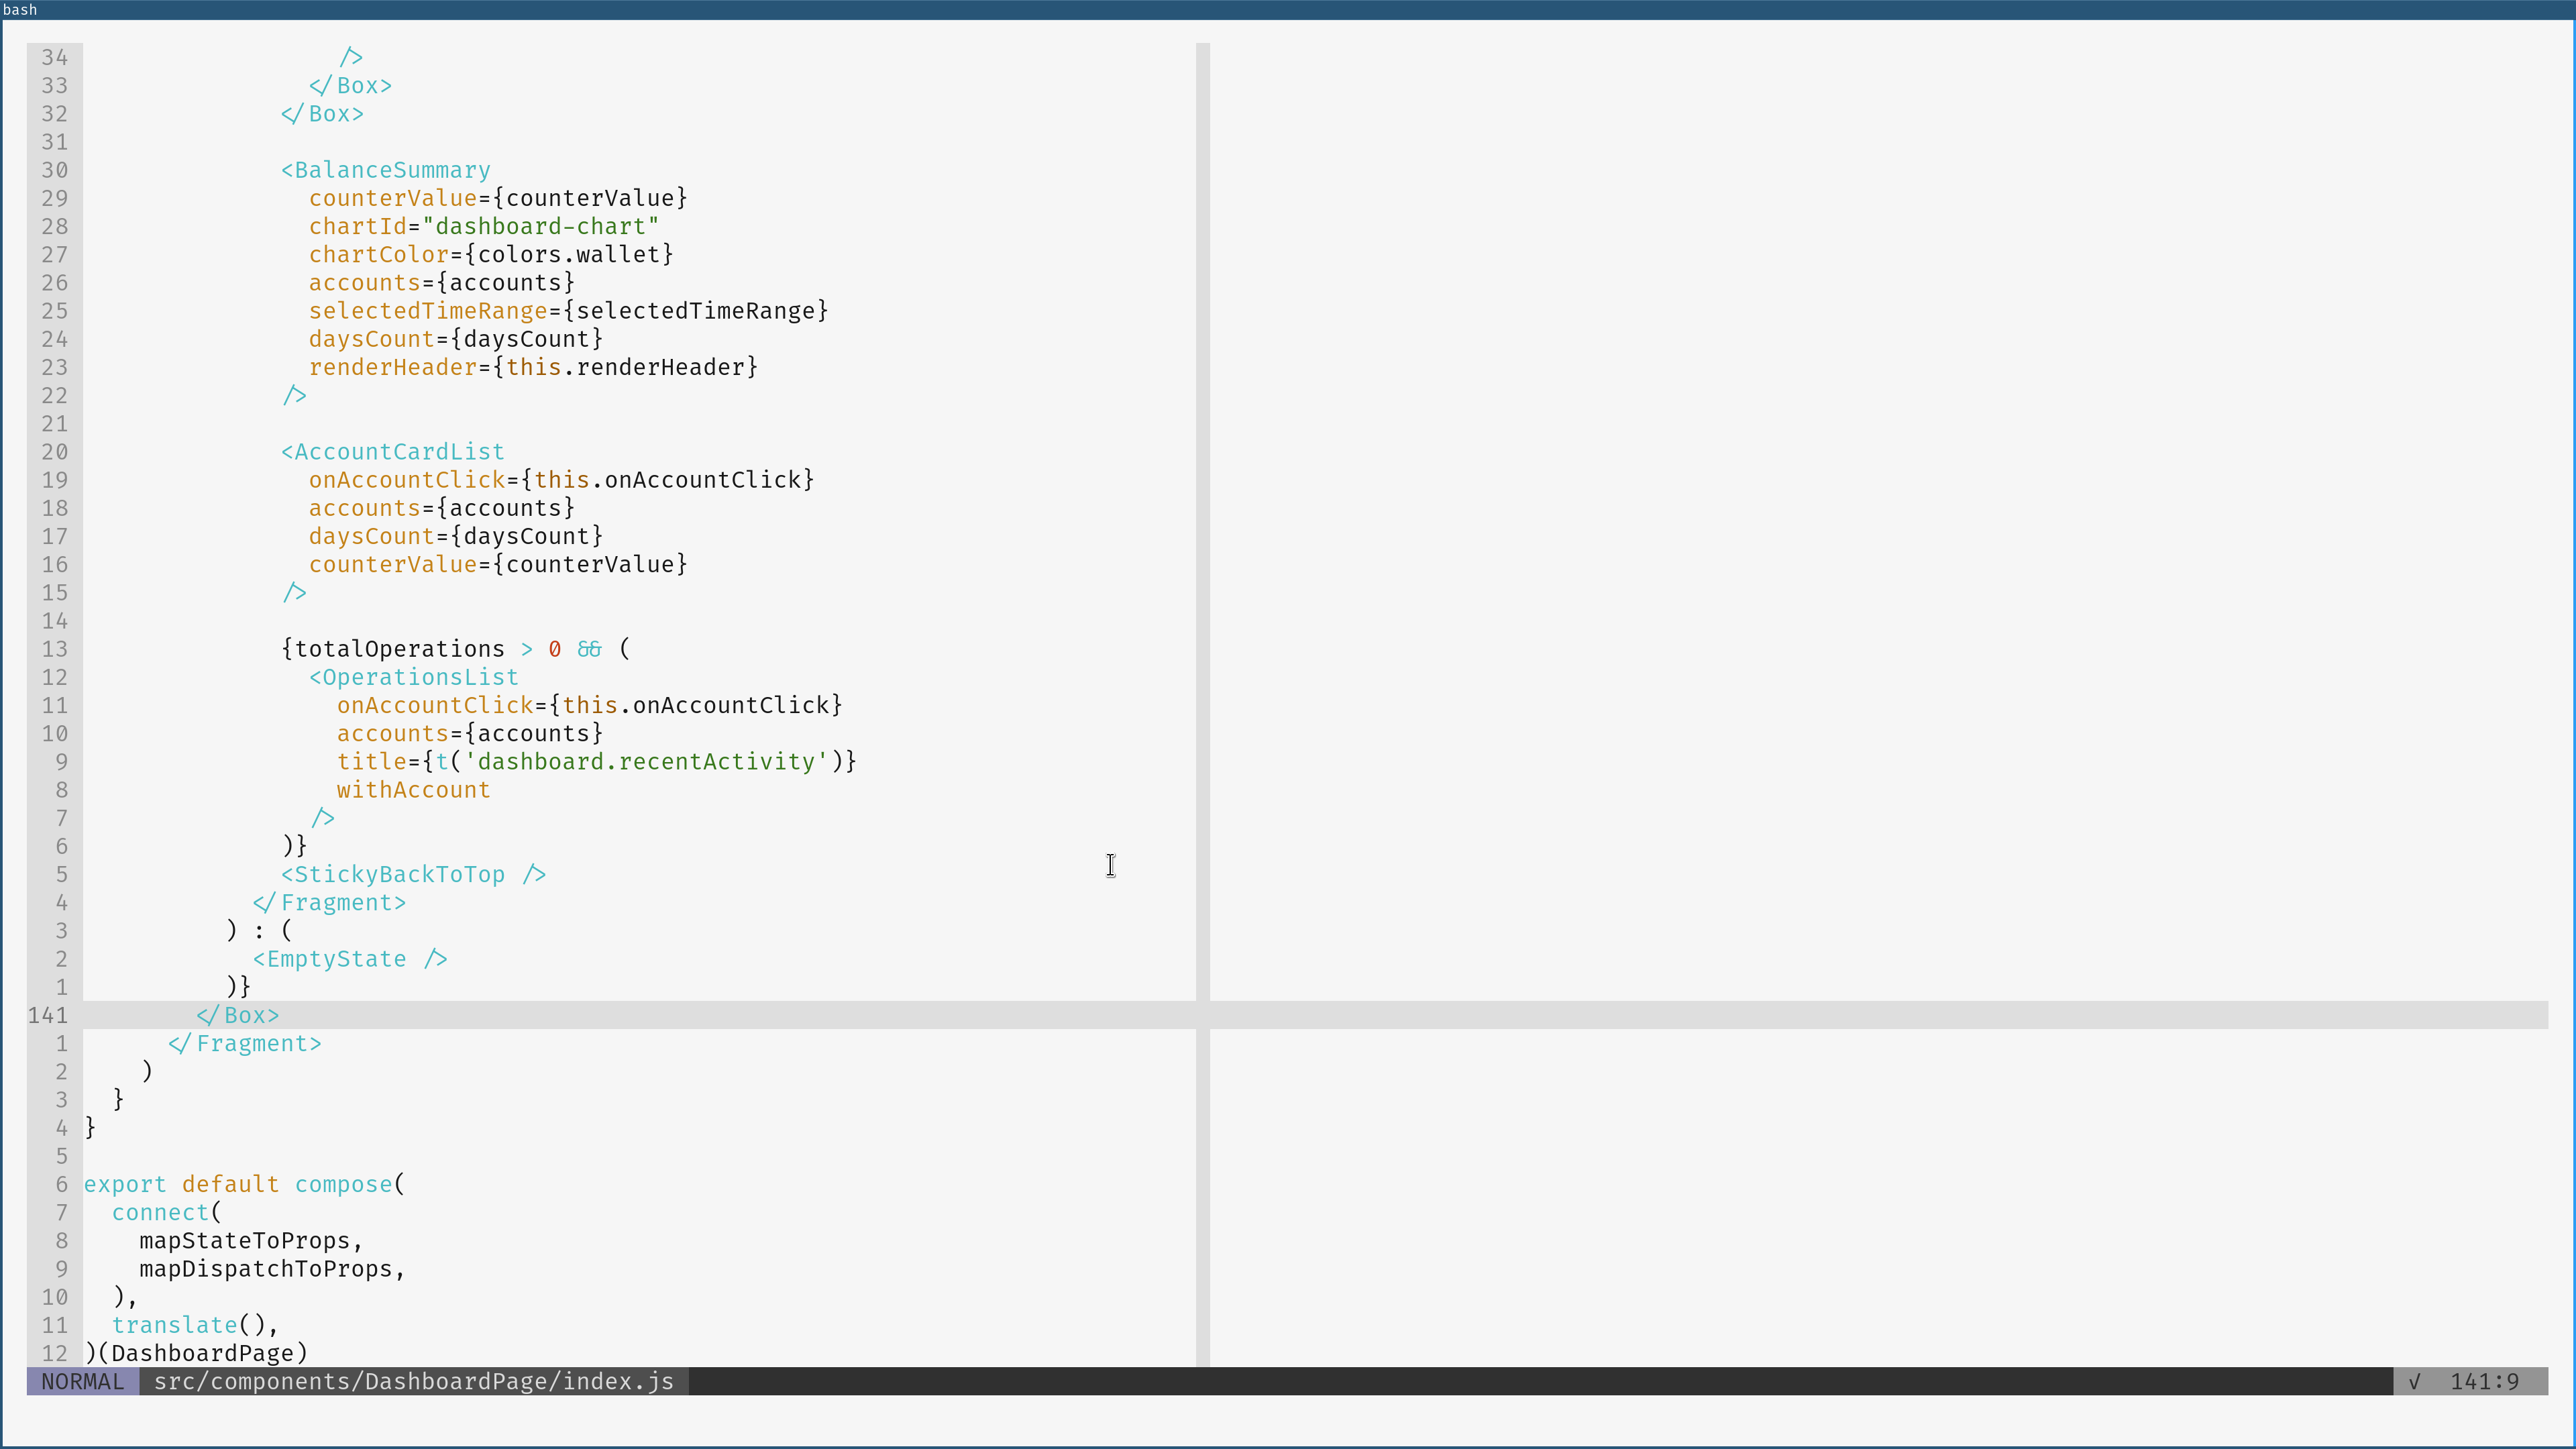 bash
34                   />
33                 </Box>
32               </Box>
31
30               <BalanceSummary
29                 counterValue={counterValue}
28                 chartId="dashboard-chart"
27                 chartColor={colors.wallet}
26                 accounts={accounts}
25                 selectedTimeRange={selectedTimeRange}
24                 daysCount={daysCount}
23                 renderHeader={this.renderHeader}
22               />
21
20               <AccountCardList
19                 onAccountClick={this.onAccountClick}
18                 accounts={accounts}
17                 daysCount={daysCount}
16                 counterValue={counterValue}
15               />
14
13               {totalOperations > 0 && (
12                 <OperationsList
11                   onAccountClick={this.onAccountClick}
10                   accounts={accounts}
9                   title={t('dashboard.recentActivity')}
8                   withAccount
7                 />
6               )}
5               <StickyBackToTop />
4             </Fragment>
3           ) : (
2             <EmptyState />
1           )}
141         </Box>
1       </Fragment>
2     )
3   }
4 }
5
6 export default compose(
7   connect(
8     mapStateToProps,
9     mapDispatchToProps,
10   ),
11   translate(),
12 )(DashboardPage)
NORMAL src/components/DashboardPage/index.js √ 141:9